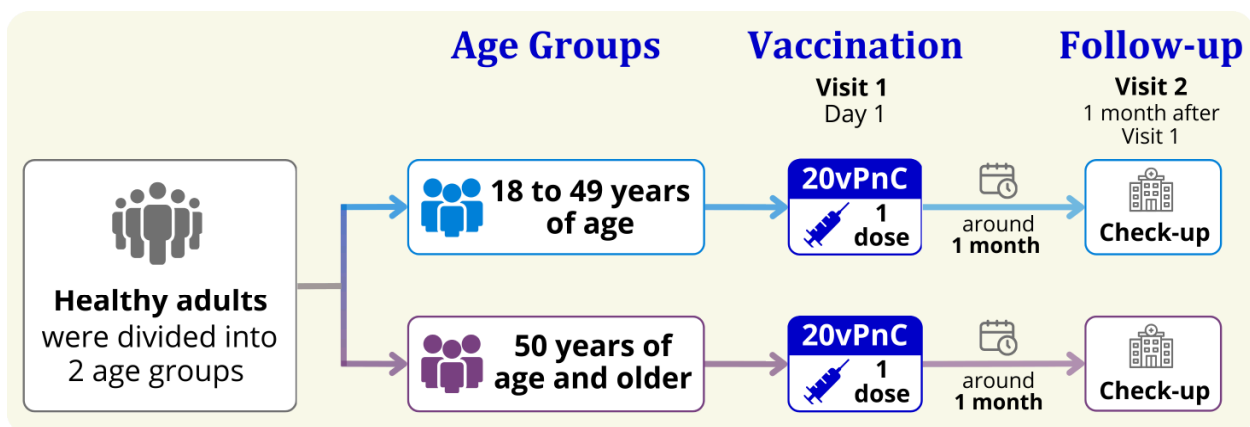 Age Groups
Vaccination
Follow-up
Visit 1
Day 1
Visit 2
1 month after
Visit 1
Healthy adults
were divided into
2 age groups
18 to 49 years
of age
20vPnC
1
dose
around
1 month
Check-up
50 years of
age and older
20vPnC
1
dose
around
1 month
Check-up